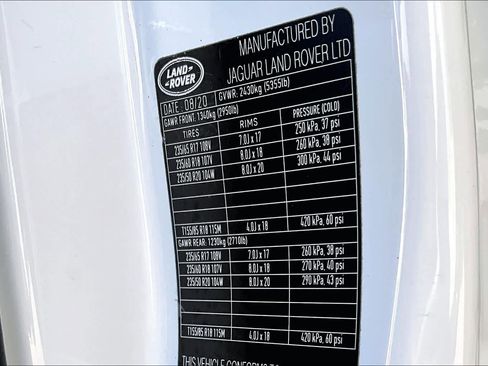 MANUFACTURED BY
JAGUAR LAND ROVER LTD
LAND ROVER
DATE 08/20 GVWR: 2430kg (5355lb)
GAWR FRONT: 1340kg (2950lb)
TIRES RIMS PRESSURE (COLD)
235/65 R17 108V 7.0J x 17 250 kPa, 37 psi
235/60 R18 107V 8.0J x 18 260 kPa, 38 psi
235/50 R20 104W 8.0J x 20 300 kPa, 44 psi
T155/85 R18 115M 4.0J x 18 420 kPa, 60 psi
GAWR REAR: 1230kg (2710lb)
235/65 R17 108V 7.0J x 17 260 kPa, 38 psi
235/60 R18 107V 8.0J x 18 270 kPa, 40 psi
235/50 R20 104W 8.0J x 20 290 kPa, 43 psi
T155/85 R18 115M 4.0J x 18 420 kPa, 60 psi
THIS VEHICLE CONFORMS